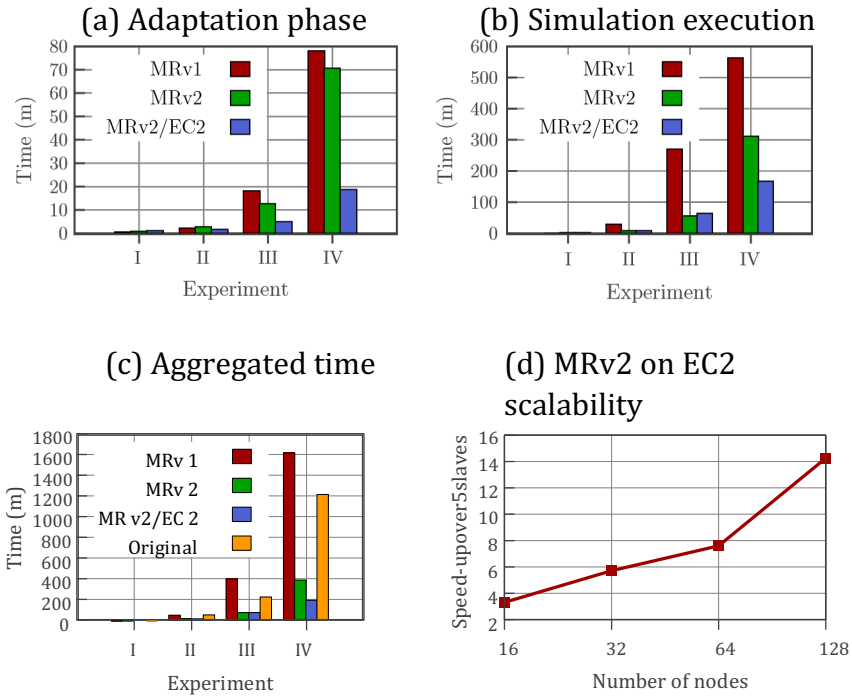 (a) Adaptation phase
80
70
60
50
40
30
20
10
0
Time (m)
MRv1
MRv2
MRv2/EC2
I II III IV
Experiment
(b) Simulation execution
600
500
400
300
200
100
0
Time (m)
MRv1
MRv2
MRv2/EC2
I II III IV
Experiment
(c) Aggregated time
1800
1600
1400
1200
1000
800
600
400
200
0
Time (m)
MRv 1
MRv 2
MR v2/EC 2
Original
I II III IV
Experiment
(d) MRv2 on EC2
scalability
16
14
12
10
8
6
4
2
Speed-upover5slaves
16 32 64 128
Number of nodes